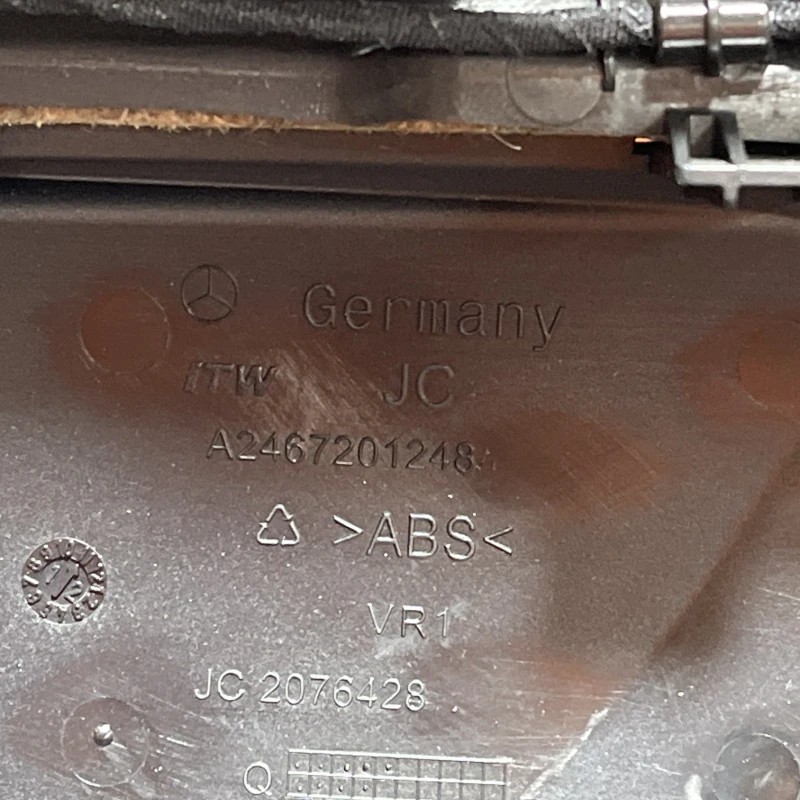 Germany
ITW JC
A2467201248
>ABS<
VR1
JC 2076428
Q